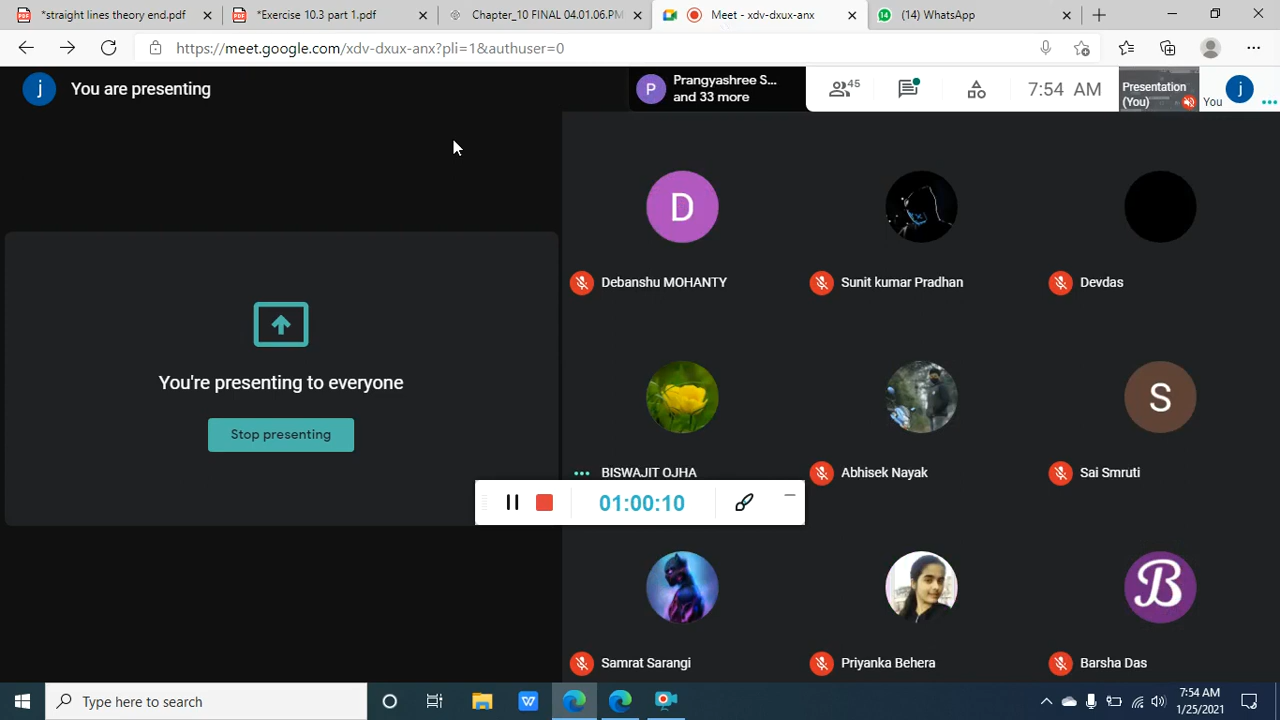 *straight lines theory end.pdf
*Exercise 10.3 part 1.pdf
Chapter_10 FINAL 04.01.06.PM
Meet - xdv-dxux-anx
(14) WhatsApp
https://meet.google.com/xdv-dxux-anx?pli=1&authuser=0
j
You are presenting
P
Prangyashree S...
and 33 more
45
7:54 AM
Presentation
(You)
You
j
D
Debanshu MOHANTY
Sunit kumar Pradhan
Devdas
You're presenting to everyone
Stop presenting
BISWAJIT OJHA
Abhisek Nayak
S
Sai Smruti
01:00:10
Samrat Sarangi
Priyanka Behera
B
Barsha Das
Type here to search
W
7:54 AM
1/25/2021